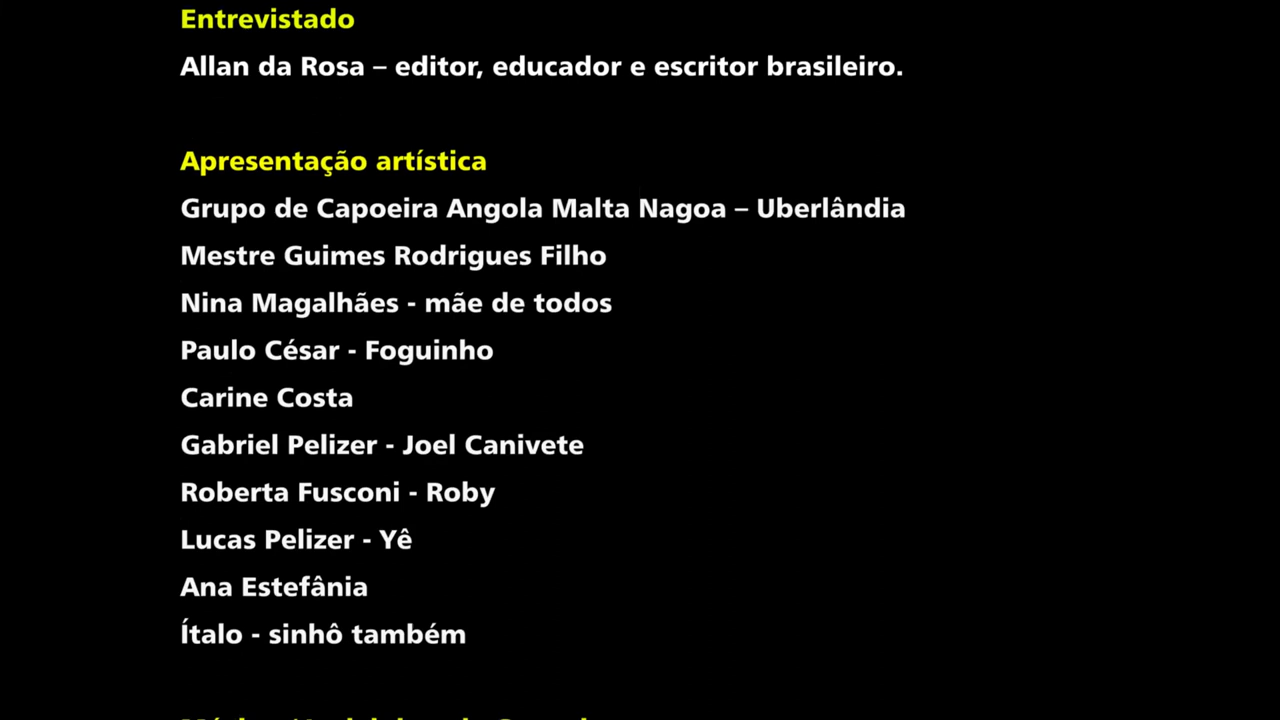 Entrevistado
Allan da Rosa – editor, educador e escritor brasileiro.
Apresentação artística
Grupo de Capoeira Angola Malta Nagoa – Uberlândia
Mestre Guimes Rodrigues Filho
Nina Magalhães - mãe de todos
Paulo César - Foguinho
Carine Costa
Gabriel Pelizer - Joel Canivete
Roberta Fusconi - Roby
Lucas Pelizer - Yê
Ana Estefânia
Ítalo - sinhô também